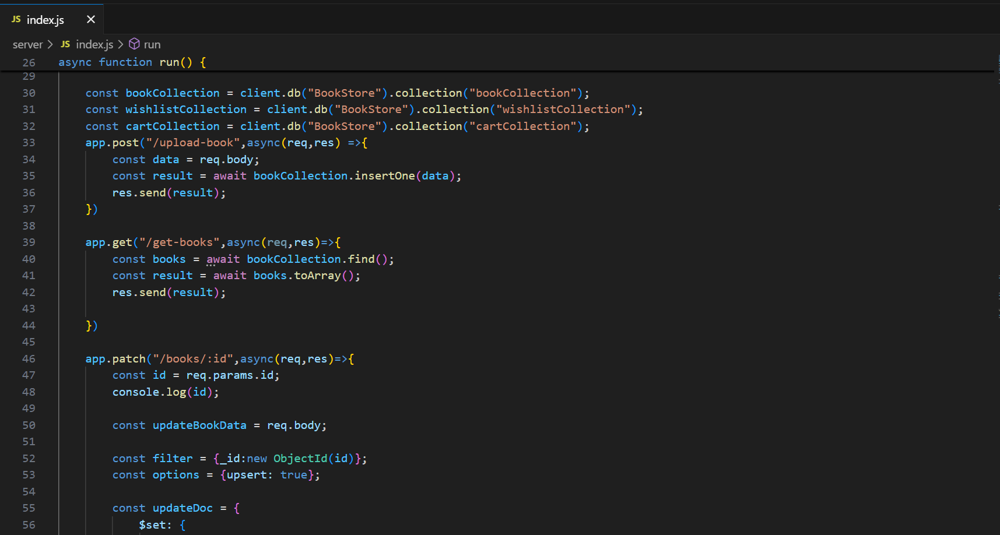 JS index.js ×
server > JS index.js > run
26 async function run() {
29
30 const bookCollection = client.db("BookStore").collection("bookCollection");
31 const wishlistCollection = client.db("BookStore").collection("wishlistCollection");
32 const cartCollection = client.db("BookStore").collection("cartCollection");
33 app.post("/upload-book",async(req,res) =>{
34 const data = req.body;
35 const result = await bookCollection.insertOne(data);
36 res.send(result);
37 })
38
39 app.get("/get-books",async(req,res)=>{
40 const books = await bookCollection.find();
41 const result = await books.toArray();
42 res.send(result);
43
44 })
45
46 app.patch("/books/:id",async(req,res)=>{
47 const id = req.params.id;
48 console.log(id);
49
50 const updateBookData = req.body;
51
52 const filter = {_id:new ObjectId(id)};
53 const options = {upsert: true};
54
55 const updateDoc = {
56 $set: {